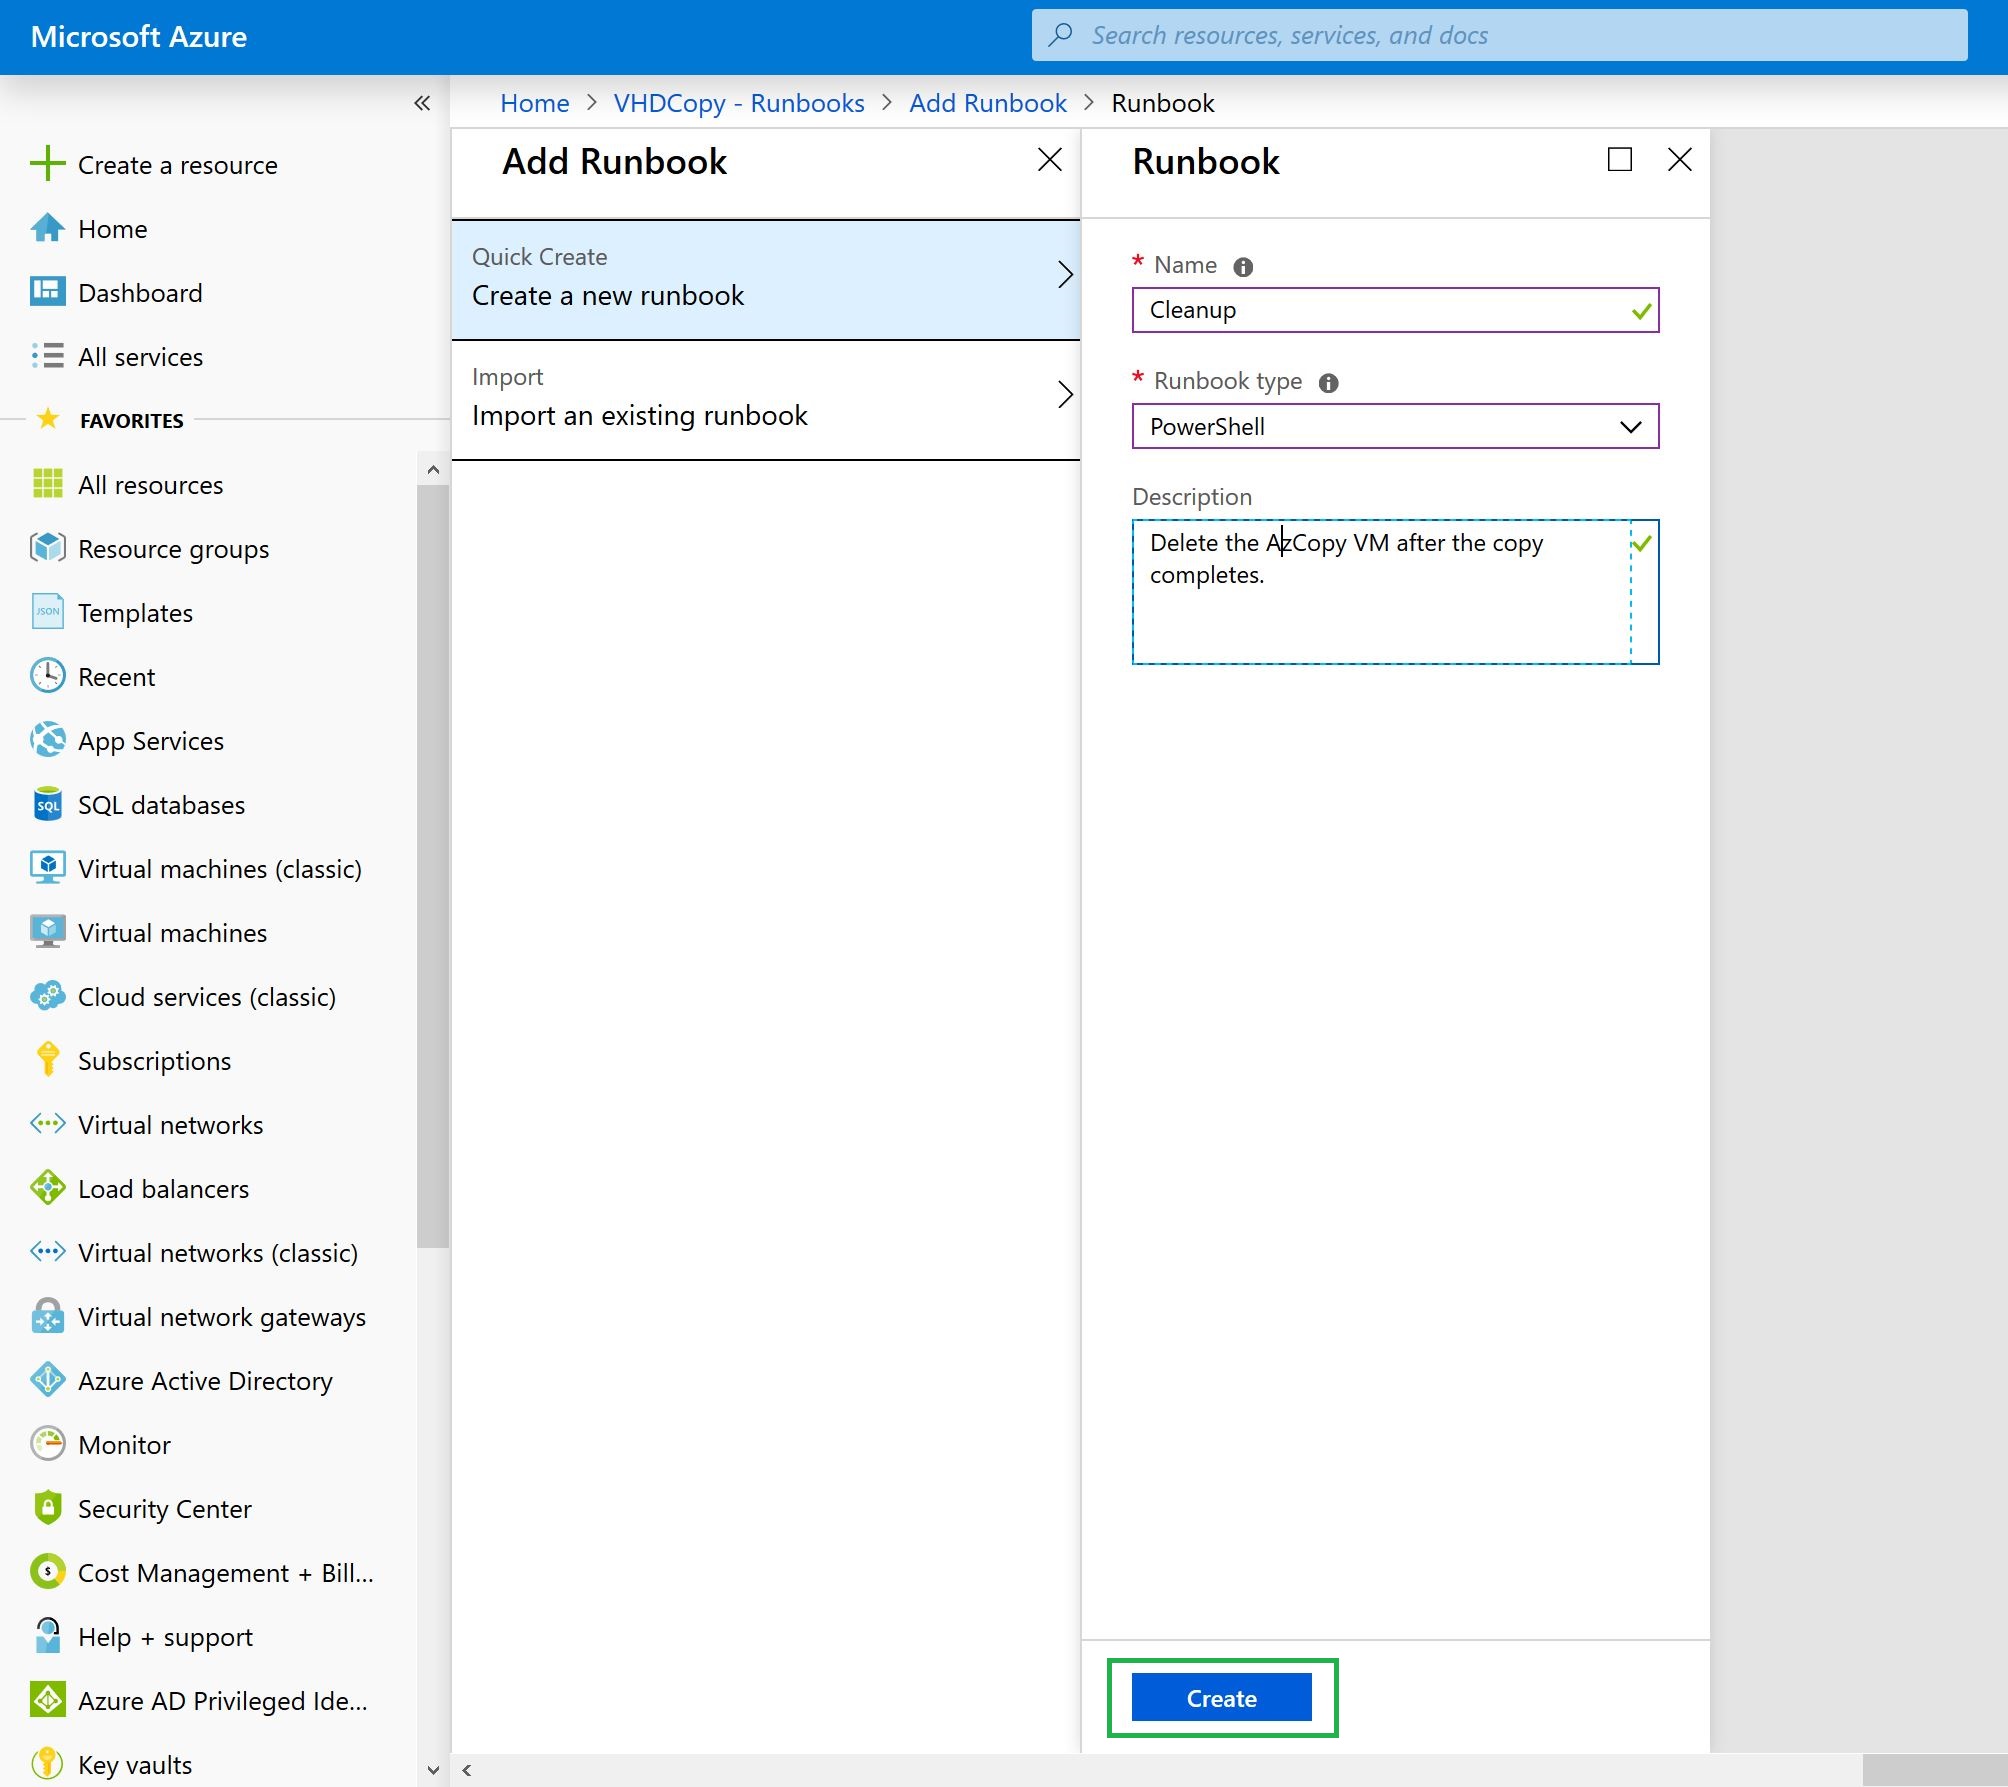 Microsoft Azure
Search resources, services, and docs
Home > VHDCopy - Runbooks > Add Runbook > Runbook
Create a resource
Home
Dashboard
All services
FAVORITES
All resources
Resource groups
JSON
Templates
Recent
App Services
SQL
SQL databases
Virtual machines (classic)
Virtual machines
Cloud services (classic)
Subscriptions
Virtual networks
Load balancers
Virtual networks (classic)
Virtual network gateways
Azure Active Directory
Monitor
Security Center
$
Cost Management + Bill...
Help + support
Azure AD Privileged Ide...
Key vaults
Add Runbook
Quick Create
Create a new runbook
Import
Import an existing runbook
Runbook
* Name
Cleanup
* Runbook type
PowerShell
Description
Delete the AzCopy VM after the copy
completes.
Create